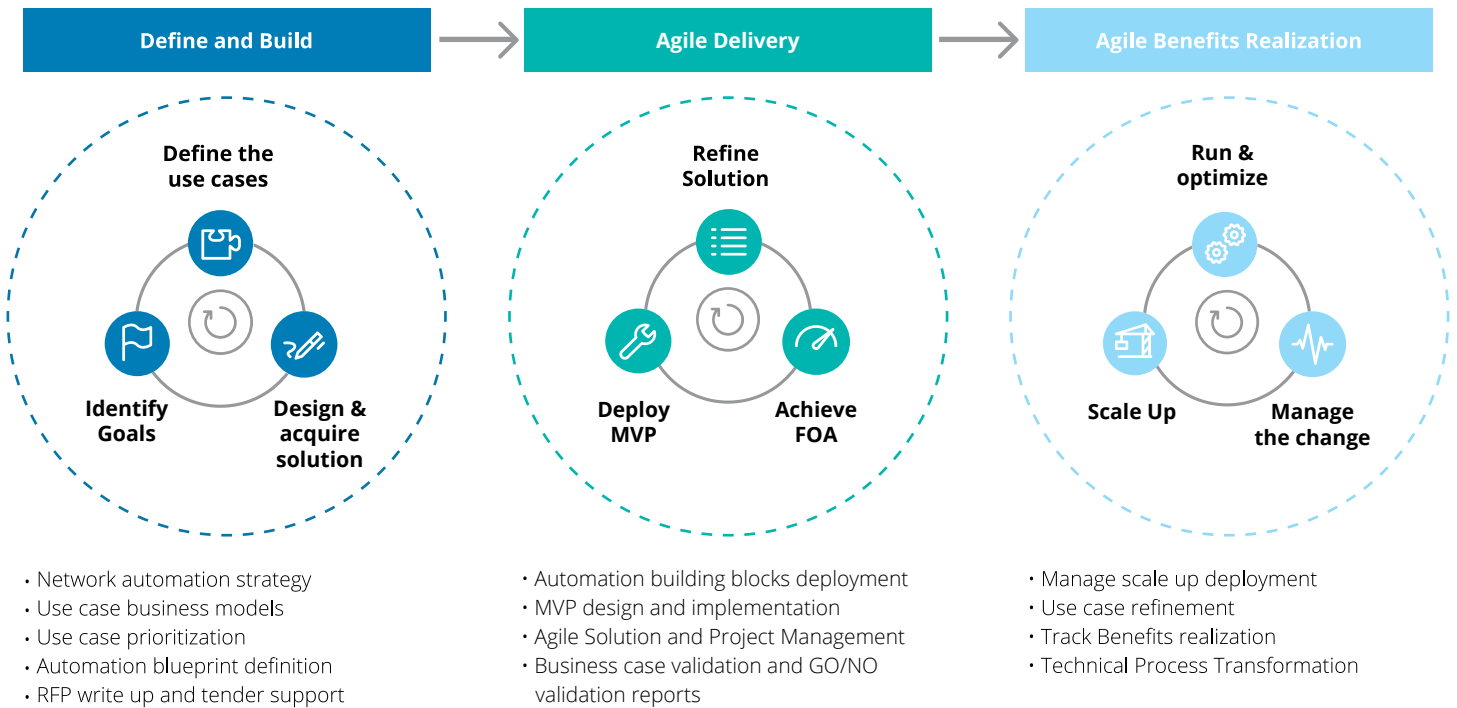 Define and Build
Agile Delivery
Agile Benefits Realization
Define the
use cases
Identify
Goals
Design &
acquire
solution
Refine
Solution
Deploy
MVP
Achieve
FOA
Run &
optimize
Scale Up
Manage
the change
• Network automation strategy
• Use case business models
• Use case prioritization
• Automation blueprint definition
• RFP write up and tender support
• Automation building blocks deployment
• MVP design and implementation
• Agile Solution and Project Management
• Business case validation and GO/NO
validation reports
• Manage scale up deployment
• Use case refinement
• Track Benefits realization
• Technical Process Transformation